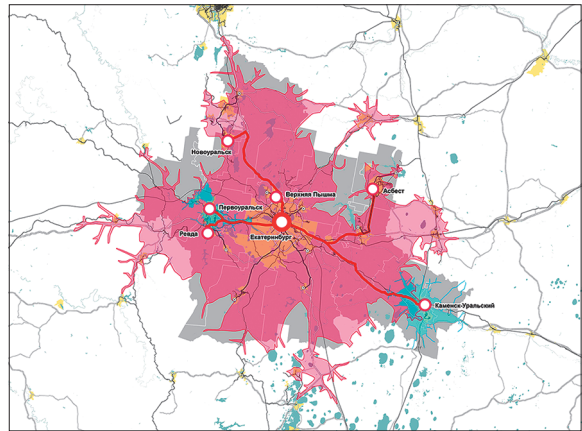 Новоуральск
Верхняя Пышма
Асбест
Первоуральск
Ревда
Екатеринбург
Каменск-Уральский